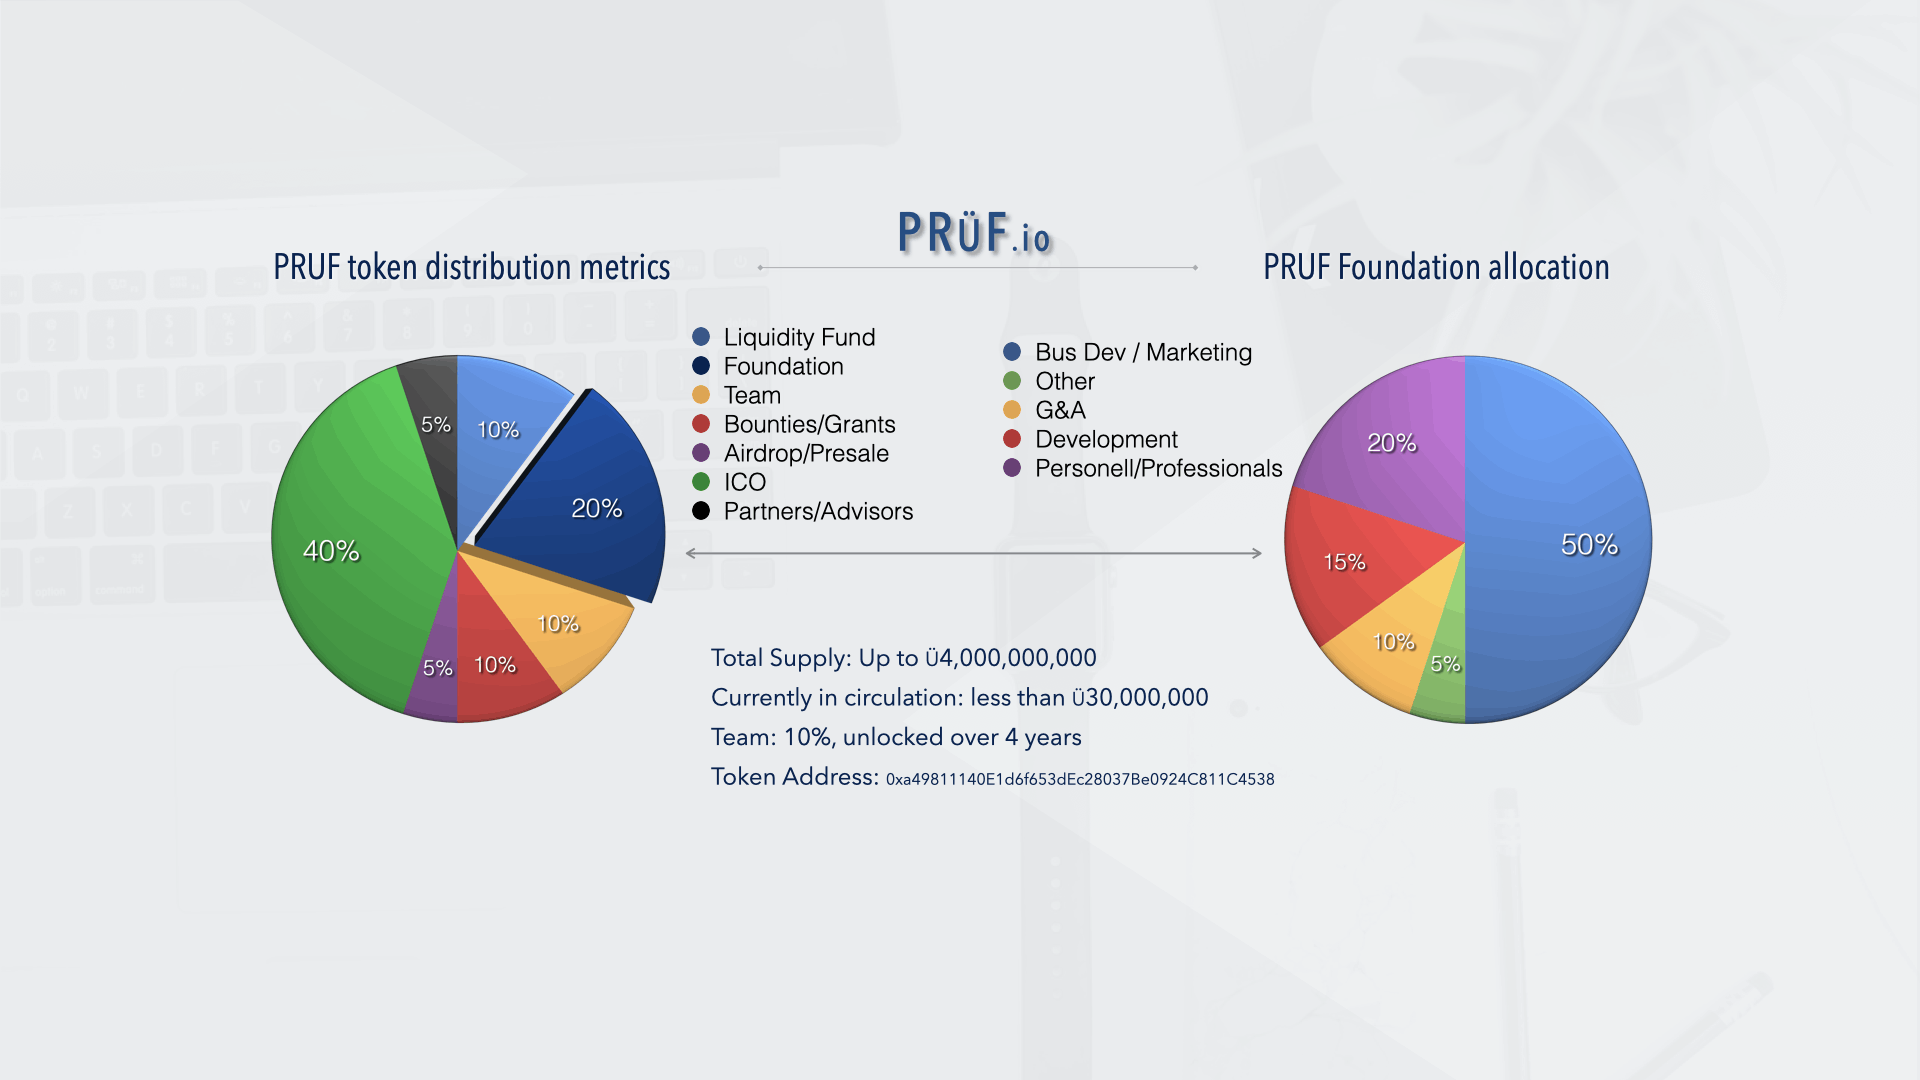 PRÜF.io
PRUF token distribution metrics
PRUF Foundation allocation
Liquidity Fund
Foundation
Team
Bounties/Grants
Airdrop/Presale
ICO
Partners/Advisors
Bus Dev / Marketing
Other
G&A
Development
Personell/Professionals
5%
10%
20%
40%
10%
5%
10%
20%
50%
15%
10%
5%
Total Supply: Up to Ü4,000,000,000
Currently in circulation: less than Ü30,000,000
Team: 10%, unlocked over 4 years
Token Address: 0xa49811140E1d6f653dEc28037Be0924C811C4538